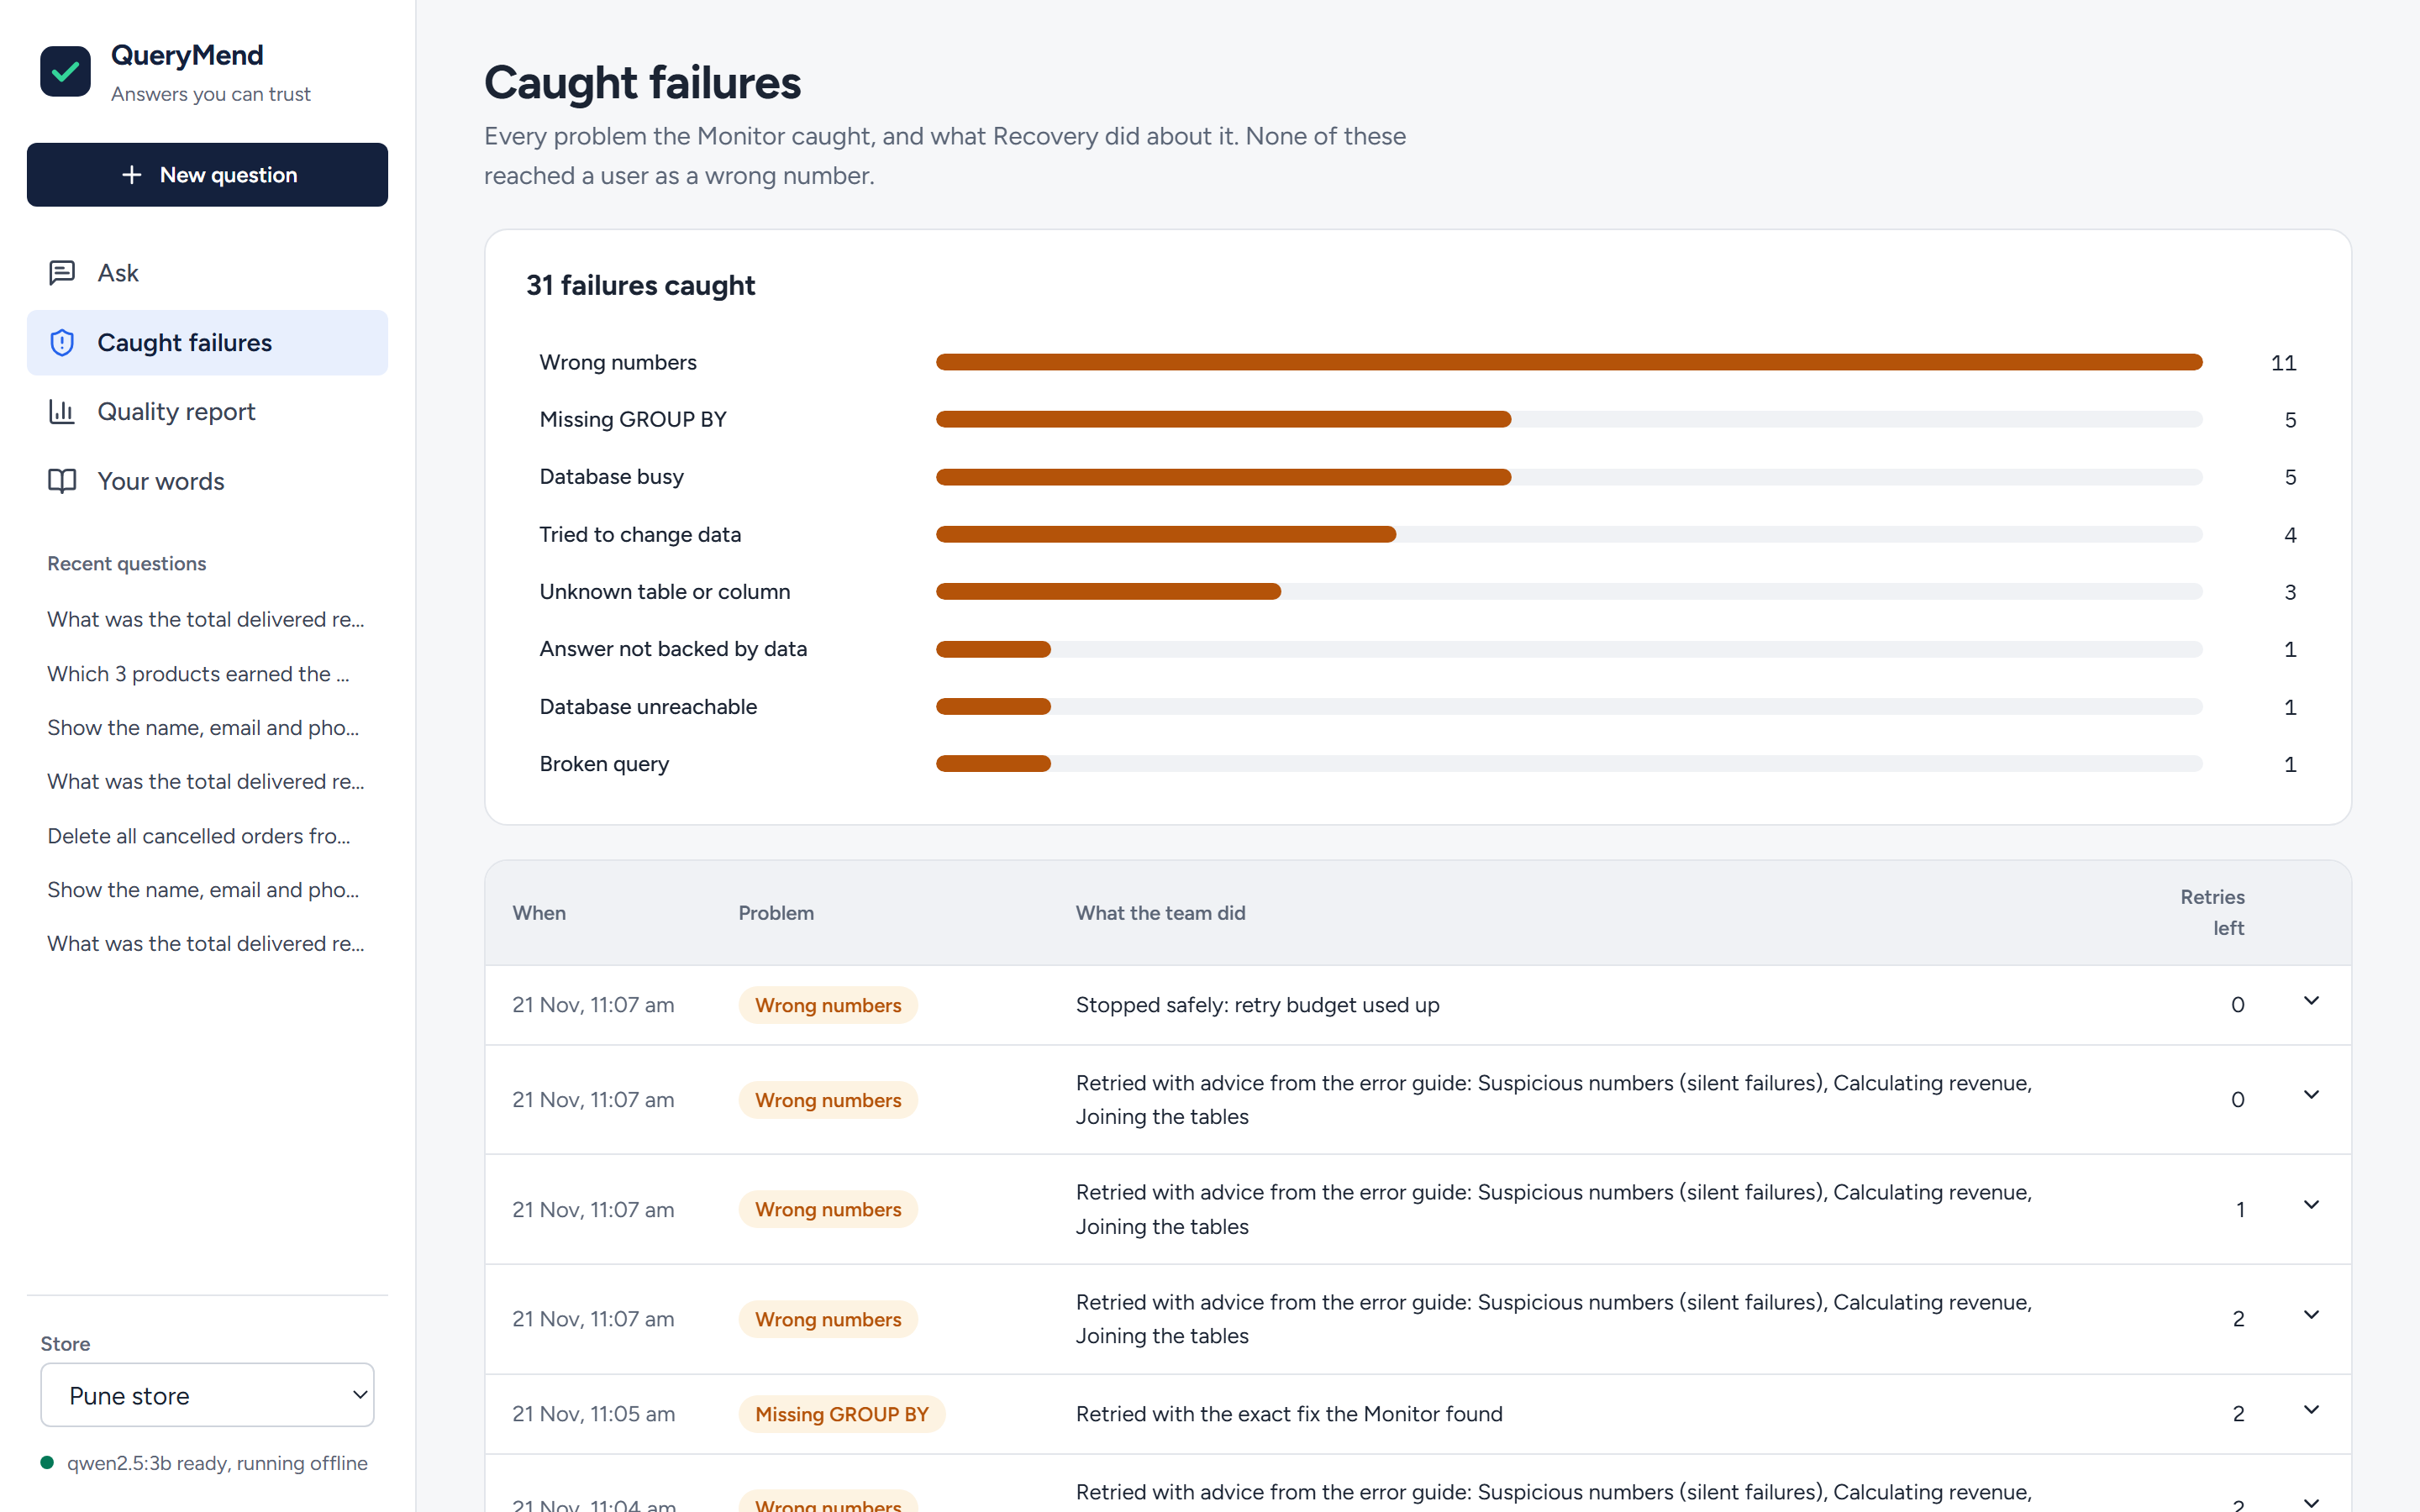 QueryMend
Answers you can trust
New question
Ask
Caught failures
Quality report
Your words
Recent questions
What was the total delivered re...
Which 3 products earned the ...
Show the name, email and pho...
What was the total delivered re...
Delete all cancelled orders fro...
Show the name, email and pho...
What was the total delivered re...
Store
Pune store
qwen2.5:3b ready, running offline
Caught failures
Every problem the Monitor caught, and what Recovery did about it. None of these
reached a user as a wrong number.
31 failures caught
Wrong numbers 11
Missing GROUP BY 5
Database busy 5
Tried to change data 4
Unknown table or column 3
Answer not backed by data 1
Database unreachable 1
Broken query 1
When Problem What the team did Retries
left
21 Nov, 11:07 am Wrong numbers Stopped safely: retry budget used up 0
21 Nov, 11:07 am Wrong numbers Retried with advice from the error guide: Suspicious numbers (silent failures), Calculating revenue, 0
Joining the tables
21 Nov, 11:07 am Wrong numbers Retried with advice from the error guide: Suspicious numbers (silent failures), Calculating revenue, 1
Joining the tables
21 Nov, 11:07 am Wrong numbers Retried with advice from the error guide: Suspicious numbers (silent failures), Calculating revenue, 2
Joining the tables
21 Nov, 11:05 am Missing GROUP BY Retried with the exact fix the Monitor found 2
21 Nov, 11:04 am Wrong numbers Retried with advice from the error guide: Suspicious numbers (silent failures), Calculating revenue, 2